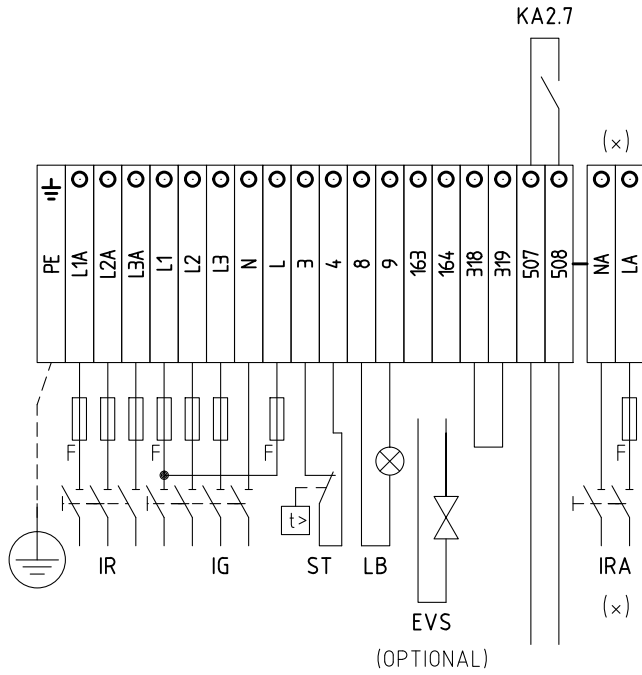 KA2.7
(x)
PE L1A L2A L3A L1 L2 L3 N L 3 4 8 9 163 164 318 319 507 508 NA LA
F F F F
t>
IR IG ST LB IRA
(x)
EVS
(OPTIONAL)